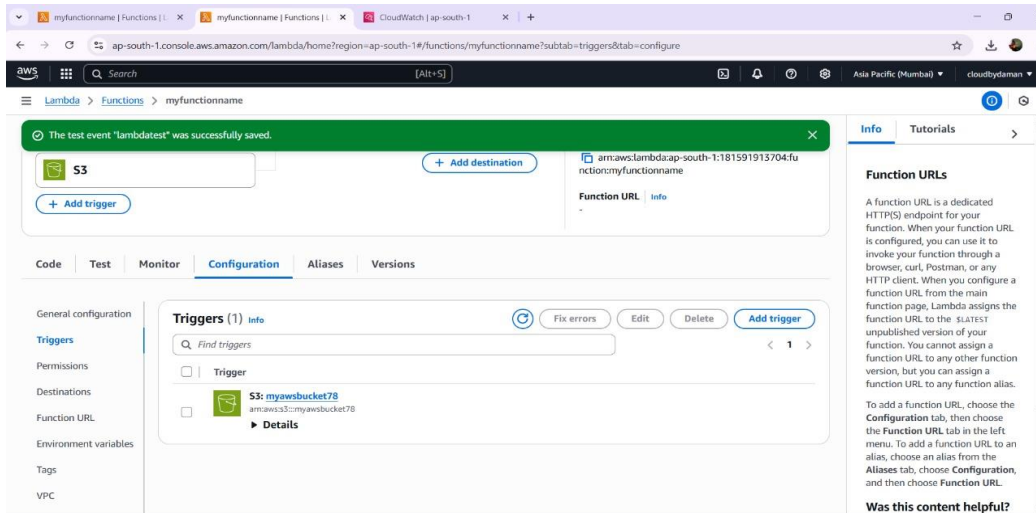 myfunctionname | Functions | L
myfunctionname | Functions | L
CloudWatch | ap-south-1
ap-south-1.console.aws.amazon.com/lambda/home?region=ap-south-1#/functions/myfunctionname?subtab=triggers&tab=configure
aws
Search
[Alt+S]
Asia Pacific (Mumbai)
cloudbydaman
Lambda > Functions > myfunctionname
The test event "lambdatest" was successfully saved.
S3
+ Add trigger
+ Add destination
arn:aws:lambda:ap-south-1:181591913704:fu
nction:myfunctionname
Function URL Info
-
Code Test Monitor Configuration Aliases Versions
General configuration
Triggers
Permissions
Destinations
Function URL
Environment variables
Tags
VPC
Triggers (1) Info
Fix errors Edit Delete Add trigger
Find triggers
< 1 >
Trigger
S3: myawsbucket78
arn:aws:s3:::myawsbucket78
Details
Info Tutorials
Function URLs
A function URL is a dedicated
HTTP(S) endpoint for your
function. When your function URL
is configured, you can use it to
invoke your function through a
browser, curl, Postman, or any
HTTP client. When you configure a
function URL from the main
function page, Lambda assigns the
function URL to the $LATEST
unpublished version of your
function. You cannot assign a
function URL to any other function
version, but you can assign a
function URL to any function alias.
To add a function URL, choose the
Configuration tab, then choose
the Function URL tab in the left
menu. To add a function URL to an
alias, choose an alias from the
Aliases tab, choose Configuration,
and then choose Function URL.
Was this content helpful?